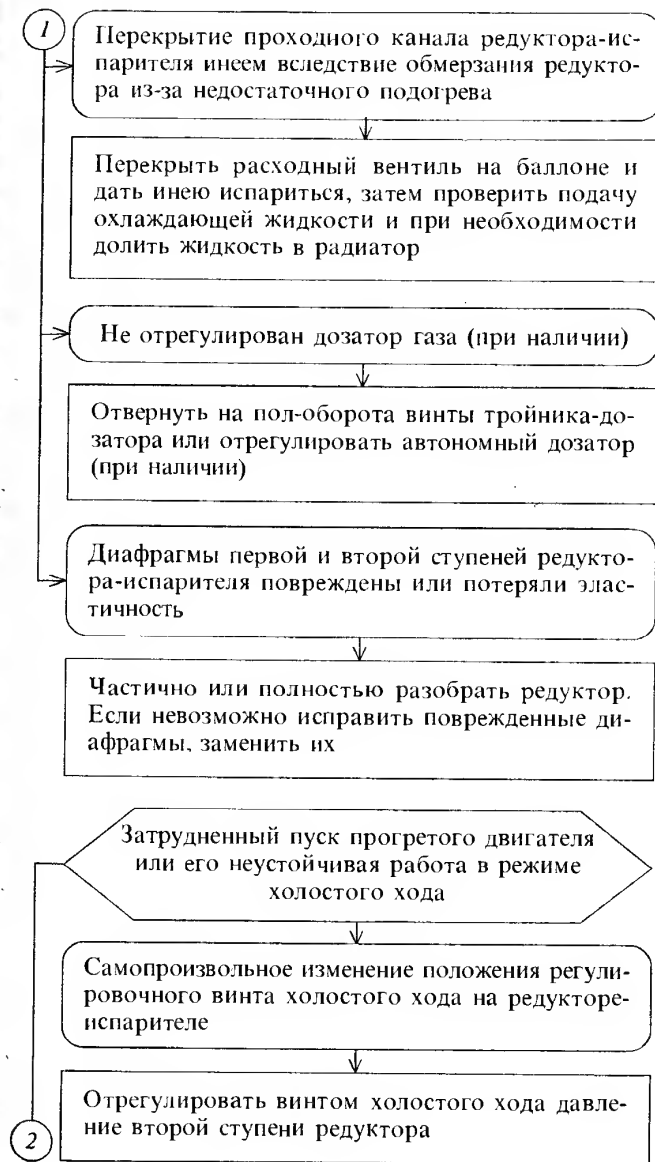 1
Перекрытие проходного канала редуктора-ис-
парителя инеем вследствие обмерзания редукто-
ра из-за недостаточного подогрева
Перекрыть расходный вентиль на баллоне и
дать инею испариться, затем проверить подачу
охлаждающей жидкости и при необходимости
долить жидкость в радиатор
Не отрегулирован дозатор газа (при наличии)
Отвернуть на пол-оборота винты тройника-до-
затора или отрегулировать автономный дозатор
(при наличии)
Диафрагмы первой и второй ступеней редукто-
ра-испарителя повреждены или потеряли элас-
тичность
Частично или полностью разобрать редуктор.
Если невозможно исправить поврежденные ди-
афрагмы, заменить их
Затрудненный пуск прогретого двигателя
или его неустойчивая работа в режиме
холостого хода
Самопроизвольное изменение положения регули-
ровочного винта холостого хода на редукторе-
испарителе
Отрегулировать винтом холостого хода давле-
ние второй ступени редуктора
2